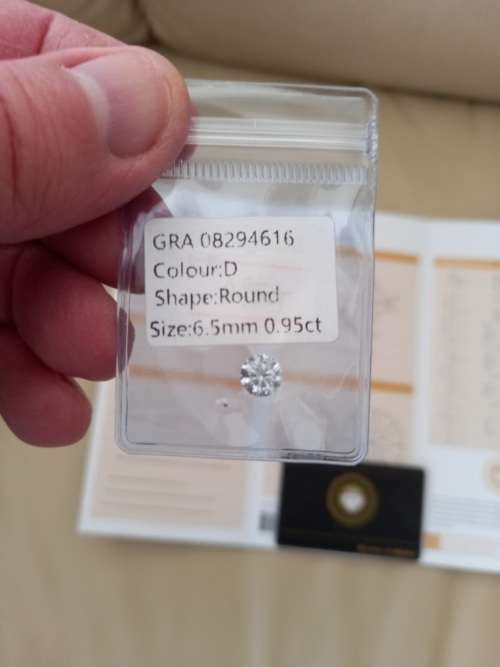 GRA 08294616
Colour:D
Shape:Round
Size:6.5mm 0.95ct